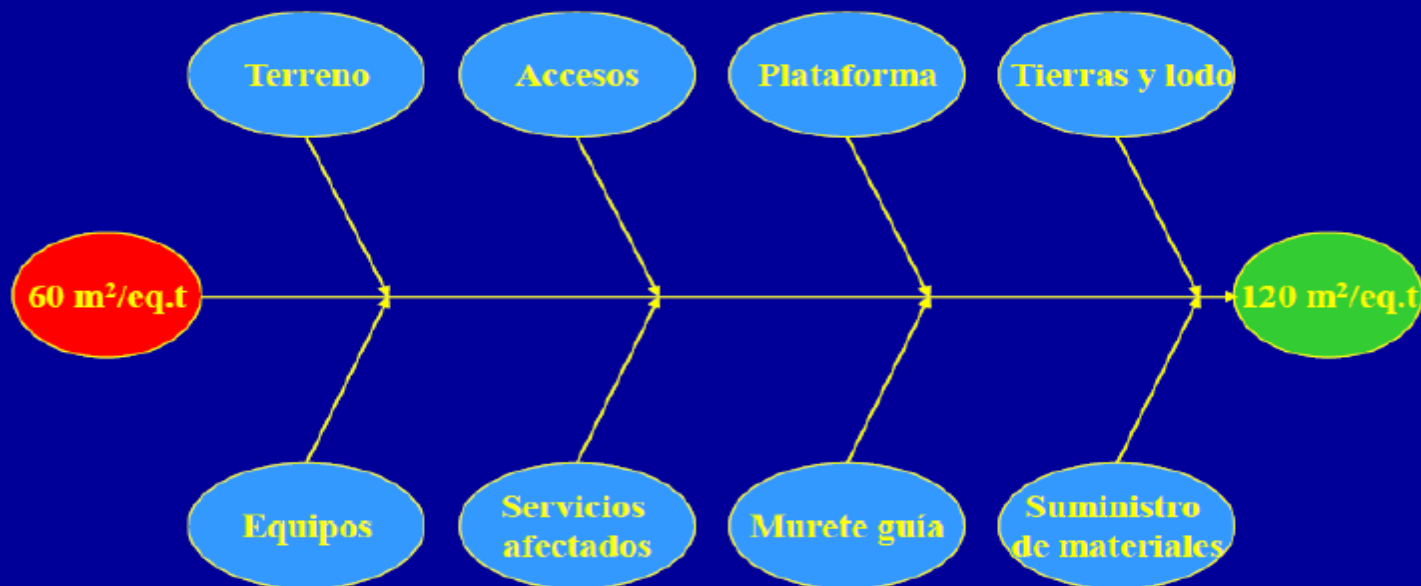 Terreno
Accesos
Plataforma
Tierras y lodo
60 m²/eq.t
120 m²/eq.t
Equipos
Servicios
afectados
Murete guía
Suministro
de materiales